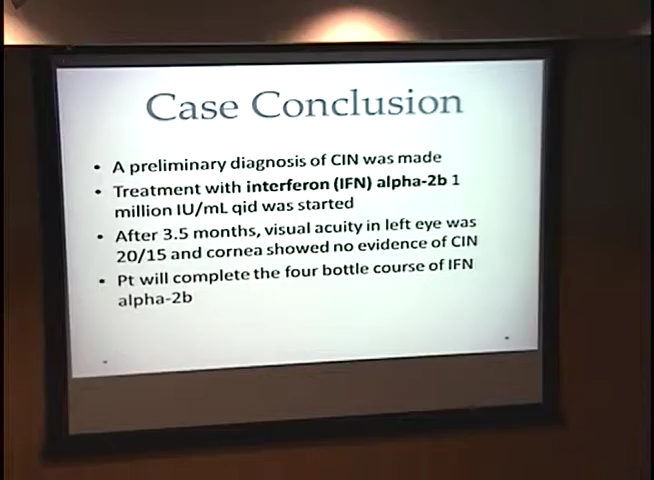 Case Conclusion
• A preliminary diagnosis of CIN was made
• Treatment with interferon (IFN) alpha-2b 1
million IU/mL qid was started
• After 3.5 months, visual acuity in left eye was
20/15 and cornea showed no evidence of CIN
• Pt will complete the four bottle course of IFN
alpha-2b